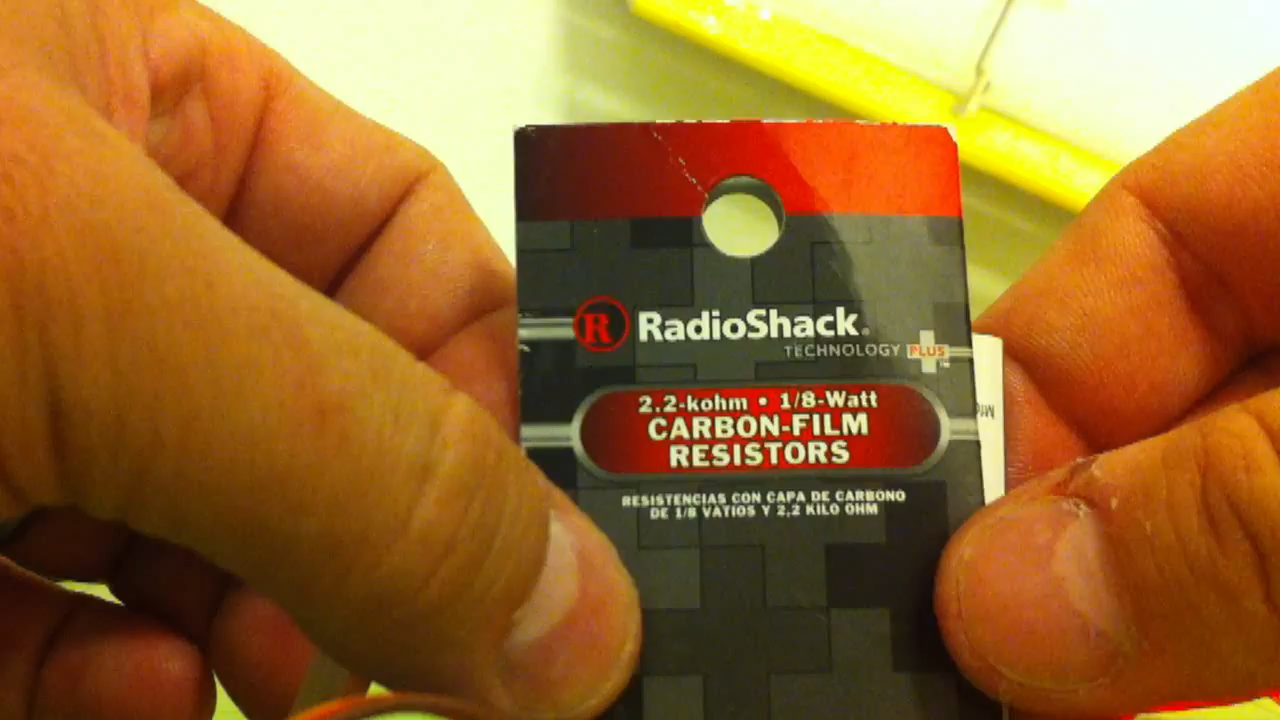 R RadioShack
TECHNOLOGY PLUS
2.2-kohm • 1/8-Watt
CARBON-FILM
RESISTORS
RESISTENCIAS CON CAPA DE CARBONO
DE 1/8 VATIOS Y 2,2 KILO OHM